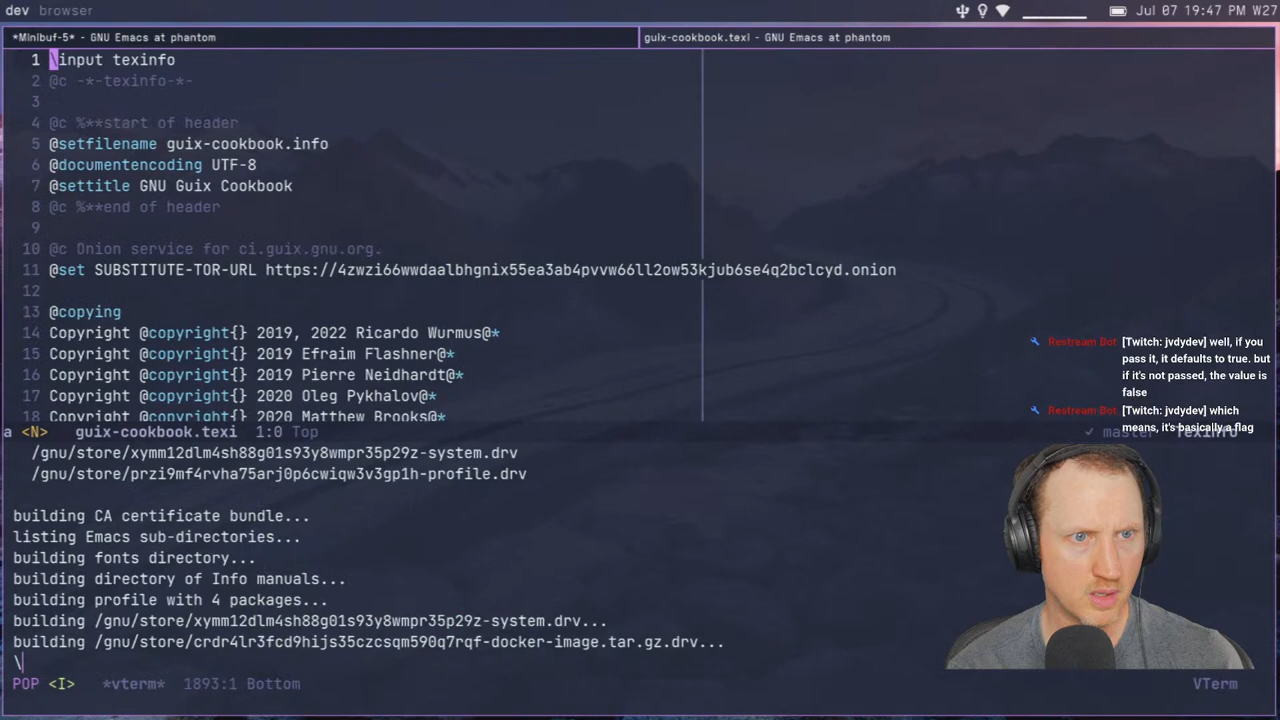 dev browser
Jul 07 19:47 PM W27
*Minibuf-5* - GNU Emacs at phantom
guix-cookbook.texi - GNU Emacs at phantom
1 \input texinfo
2 @c -*-texinfo-*-
3
4 @c %**start of header
5 @setfilename guix-cookbook.info
6 @documentencoding UTF-8
7 @settitle GNU Guix Cookbook
8 @c %**end of header
9
10 @c Onion service for ci.guix.gnu.org.
11 @set SUBSTITUTE-TOR-URL https://4zwzi66wwdaalbhgnix55ea3ab4pvvw66ll2ow53kjub6se4q2bclcyd.onion
12
13 @copying
14 Copyright @copyright{} 2019, 2022 Ricardo Wurmus@*
15 Copyright @copyright{} 2019 Efraim Flashner@*
16 Copyright @copyright{} 2019 Pierre Neidhardt@*
17 Copyright @copyright{} 2020 Oleg Pykhalov@*
18 Copyright @copyright{} 2020 Matthew Brooks@*
Restream Bot [Twitch: jvdydev] well, if you
pass it, it defaults to true. but
if it's not passed, the value is
false
Restream Bot [Twitch: jvdydev] which
means, it's basically a flag
a <N> guix-cookbook.texi 1:0 Top ✓ master Texinfo
/gnu/store/xymm12dlm4sh88g01s93y8wmpr35p29z-system.drv
/gnu/store/przi9mf4rvha75arj0p6cwiqw3v3gp1h-profile.drv
building CA certificate bundle...
listing Emacs sub-directories...
building fonts directory...
building directory of Info manuals...
building profile with 4 packages...
building /gnu/store/xymm12dlm4sh88g01s93y8wmpr35p29z-system.drv...
building /gnu/store/crdr4lr3fcd9hijs35czcsqm590q7rqf-docker-image.tar.gz.drv...
\
POP <I> *vterm* 1893:1 Bottom VTerm